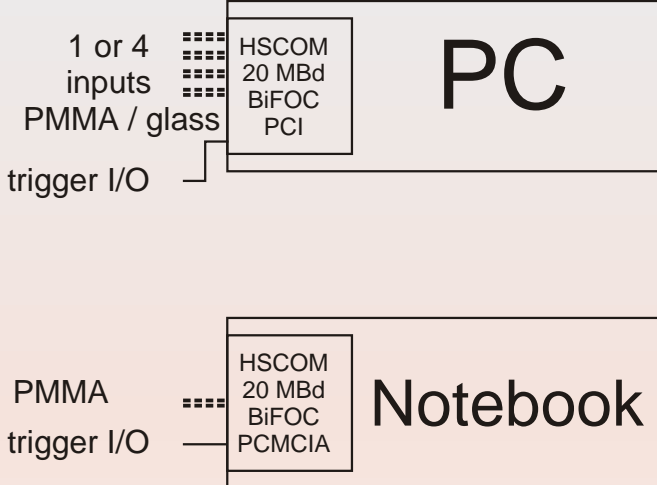 1 or 4
inputs
PMMA / glass
trigger I/O
HSCOM
20 MBd
BiFOC
PCI
PC
PMMA
trigger I/O
HSCOM
20 MBd
BiFOC
PCMCIA
Notebook